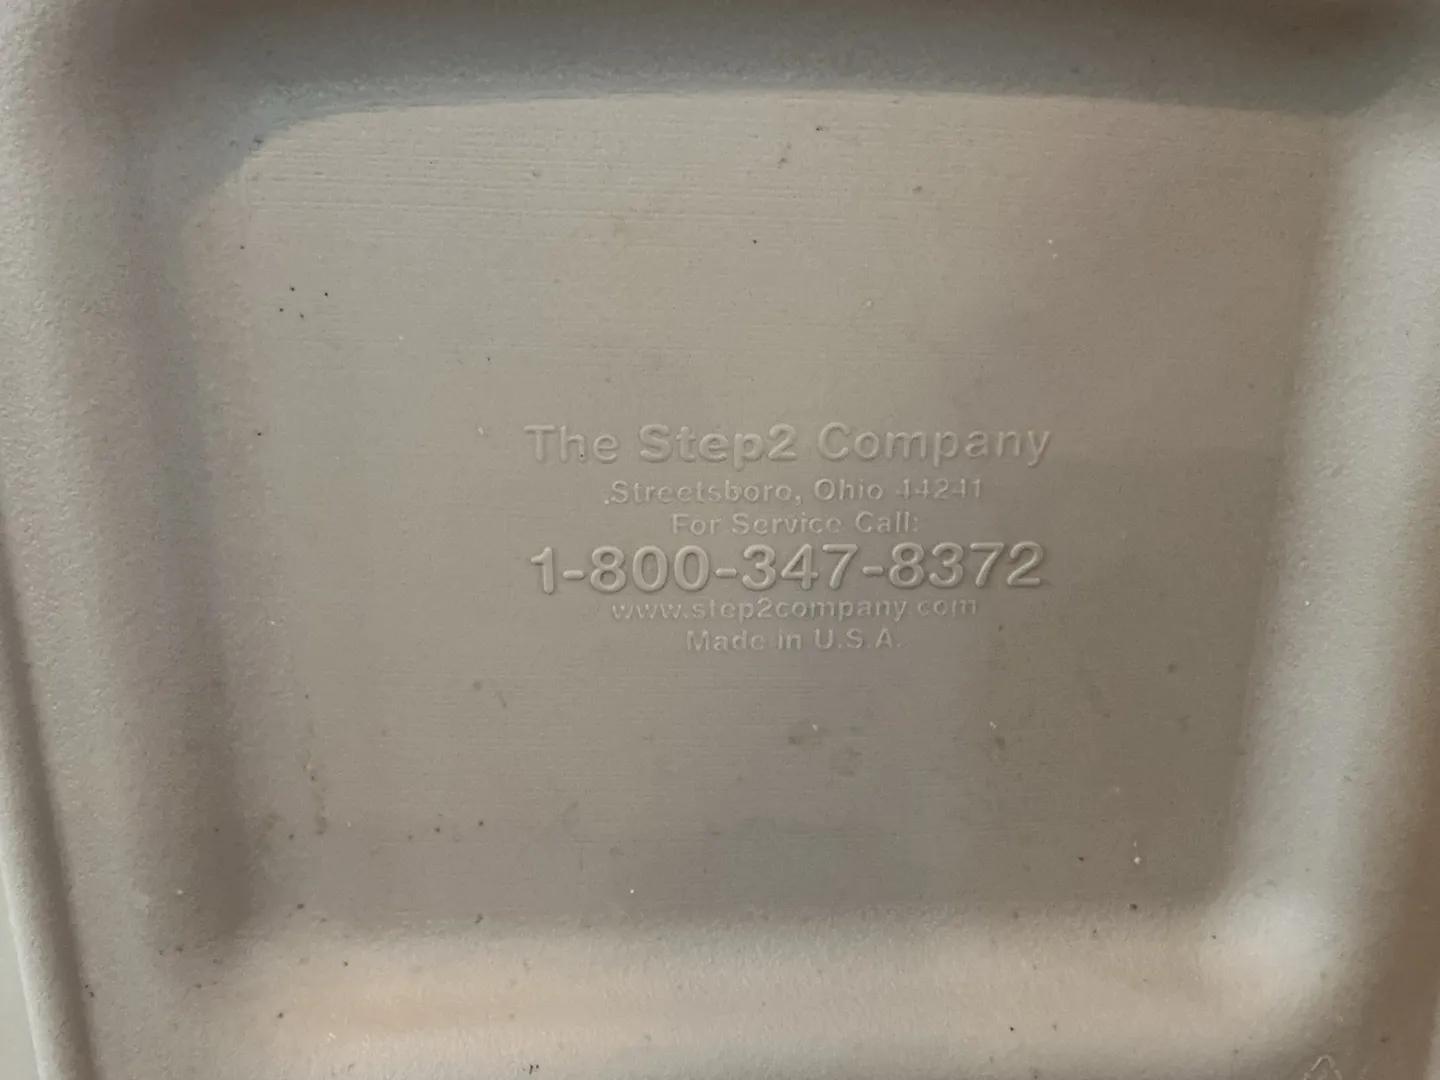 The Step2 Company
Streetsboro, Ohio 44241
For Service Call:
1-800-347-8372
www.step2company.com
Made in U.S.A.